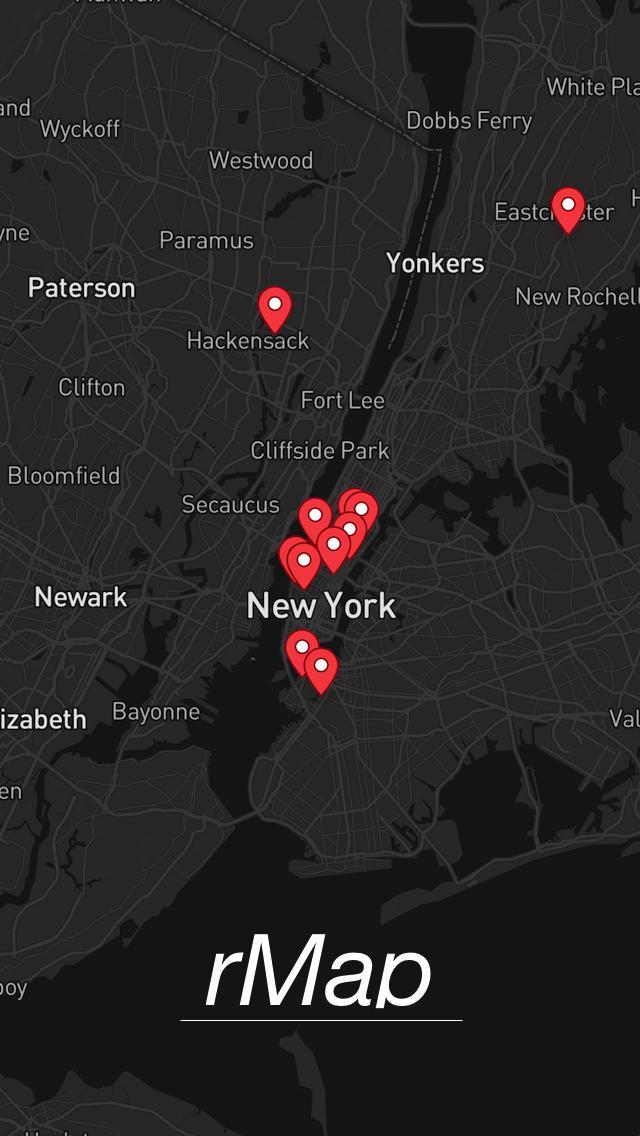 White Pla
Dobbs Ferry
and
Wyckoff
Westwood
Eastch ster
H
yne
Paramus
Yonkers
Paterson
New Rochell
Hackensack
Clifton
Fort Lee
Cliffside Park
Bloomfield
Secaucus
Newark
New York
Bayonne
izabeth
Val
en
rMap
boy